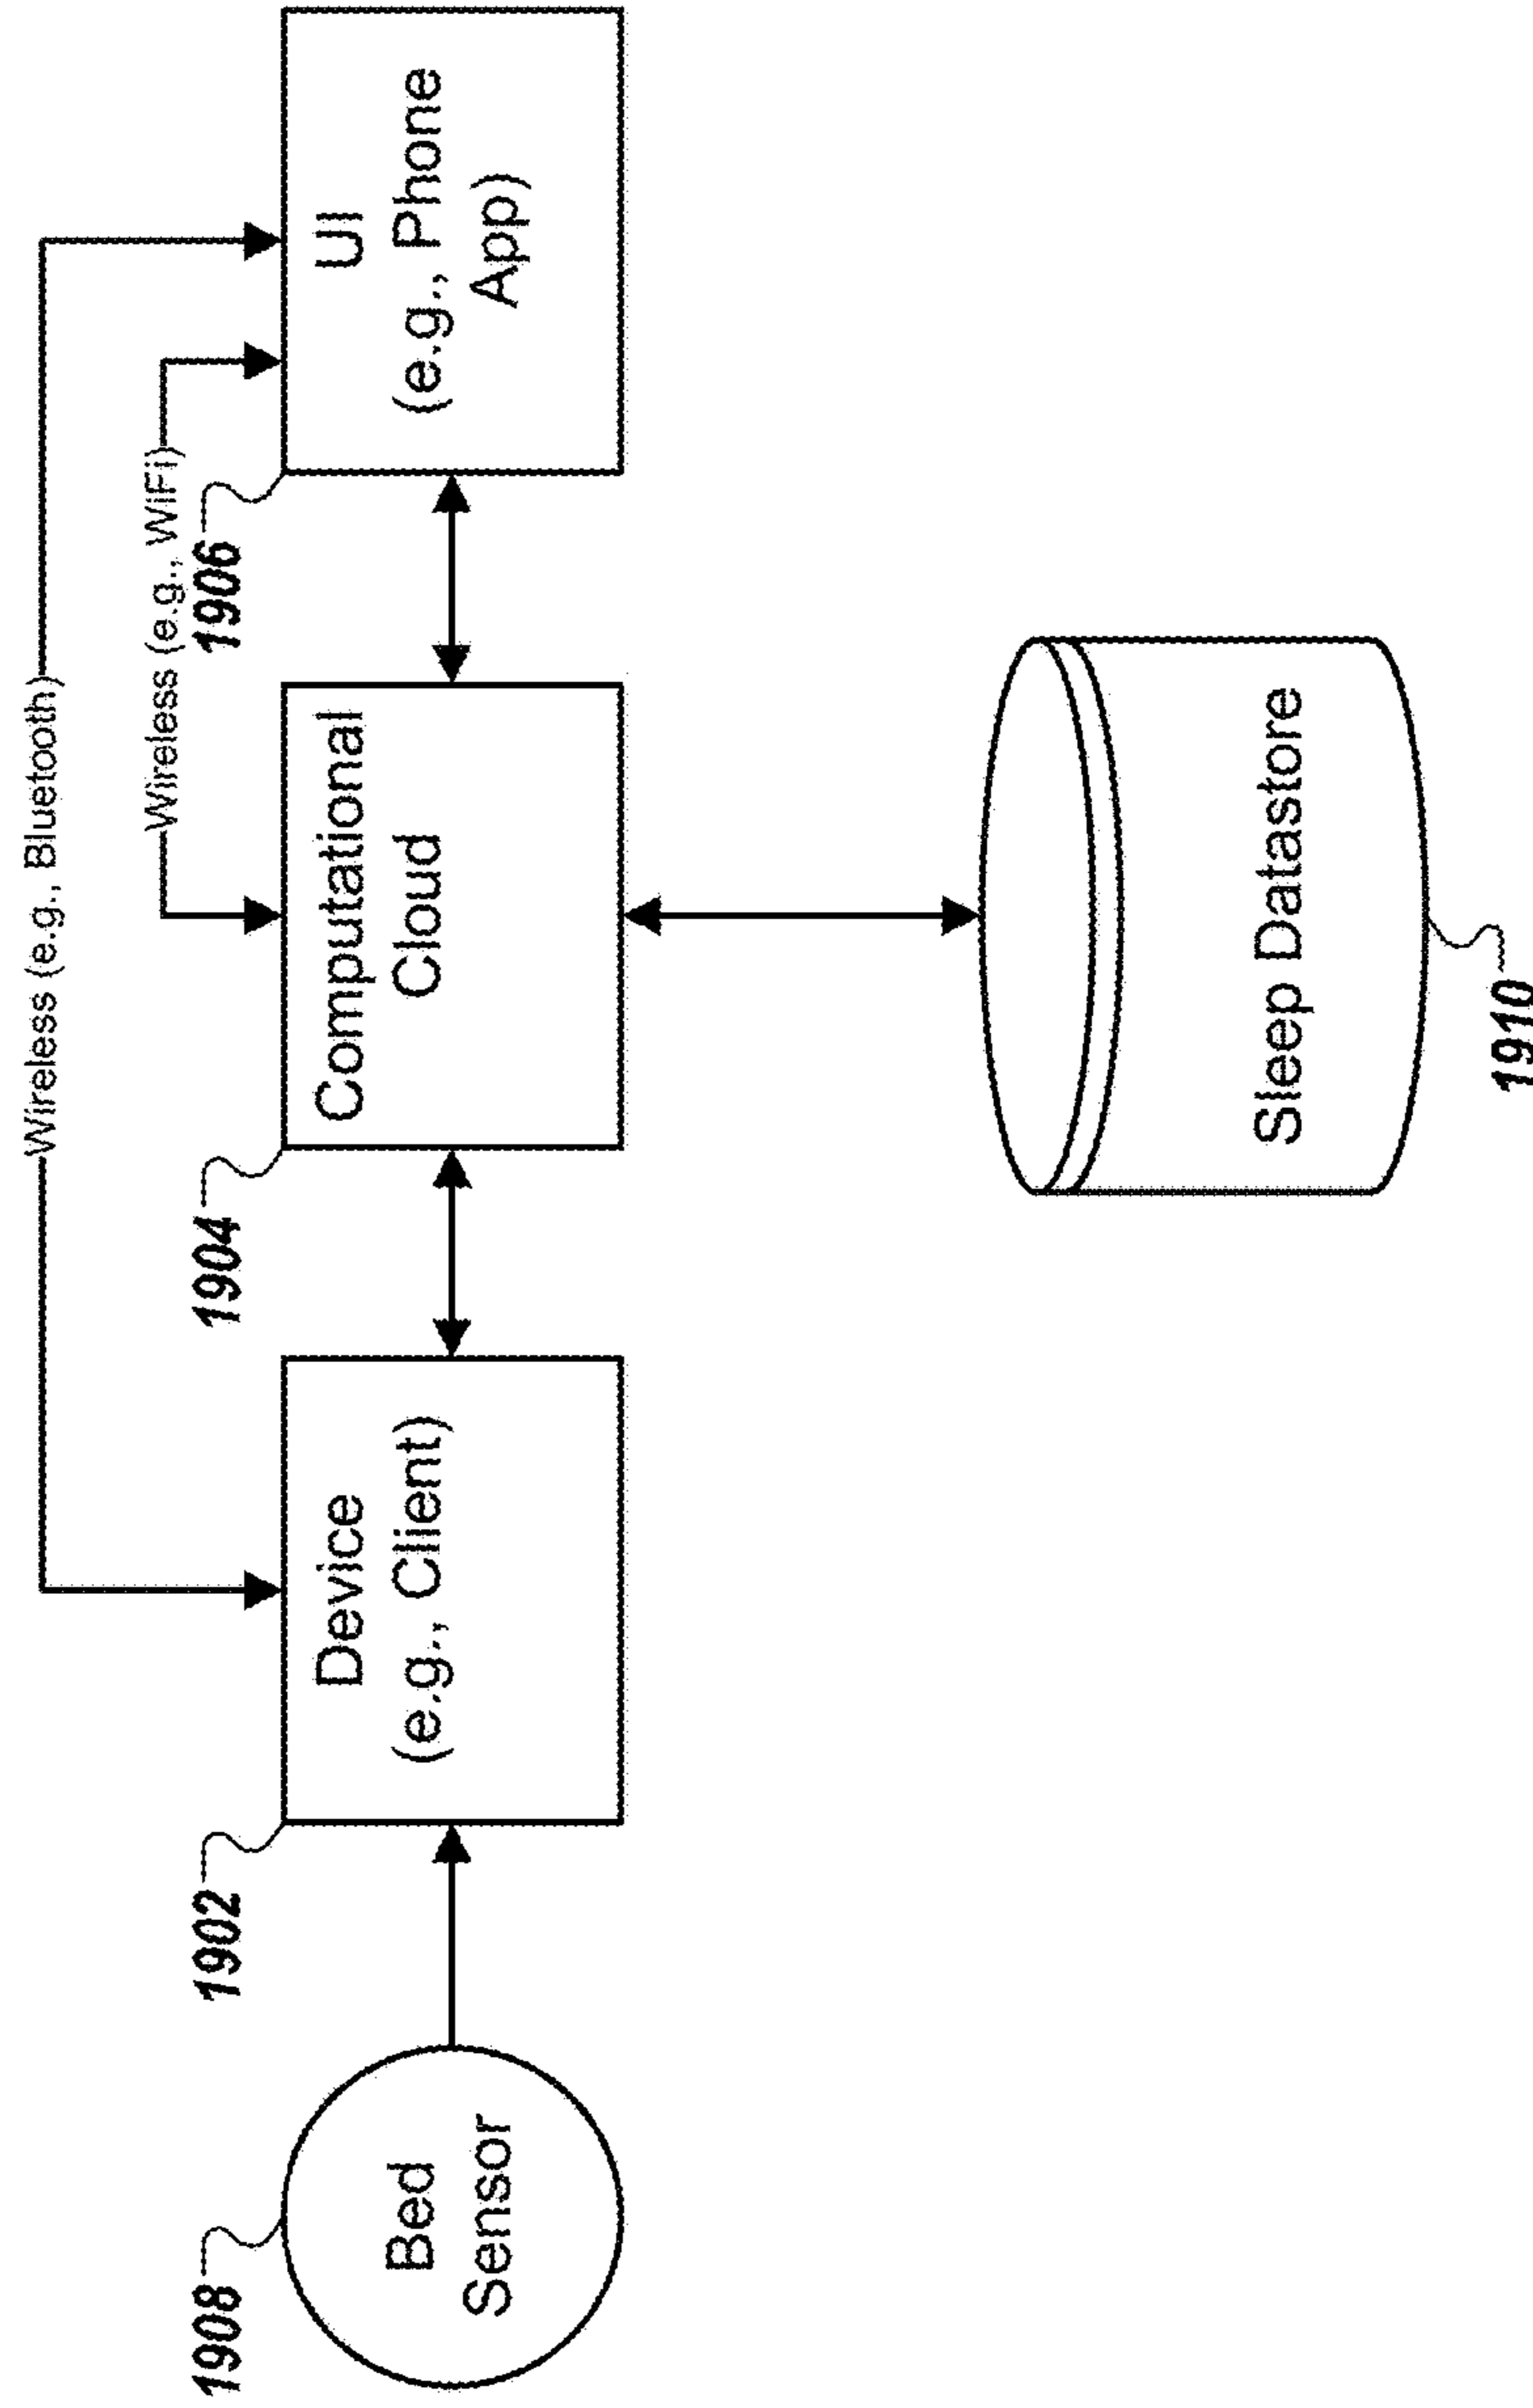 Wireless (e.g., Bluetooth)
Wireless (e.g., WiFi)
1908
1902
1904
1906
Bed
Sensor
Device
(e.g., Client)
Computational
Cloud
UI
(e.g., Phone
App)
Sleep Datastore
1910